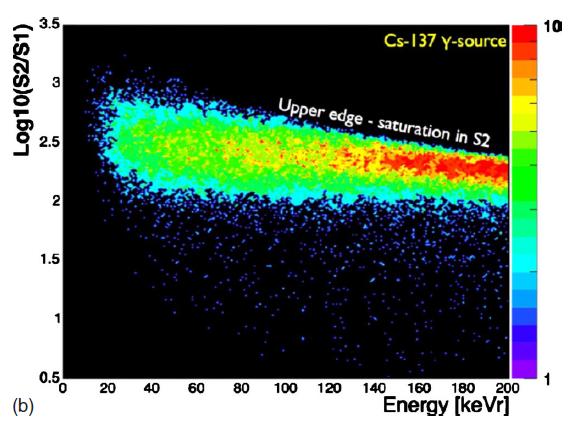 3.5
3
2.5
2
1.5
1
0.5
Log10(S2/S1)
Cs-137 γ-source
Upper edge - saturation in S2
10
1
0 20 40 60 80 100 120 140 160 180 200
Energy [keVr]
(b)